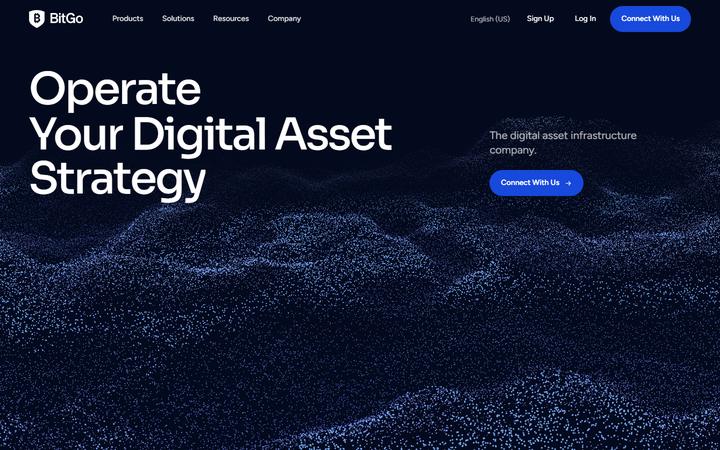 BitGo
Products
Solutions
Resources
Company
English (US)
Sign Up
Log In
Connect With Us
Operate
Your Digital Asset
Strategy
The digital asset infrastructure
company.
Connect With Us →